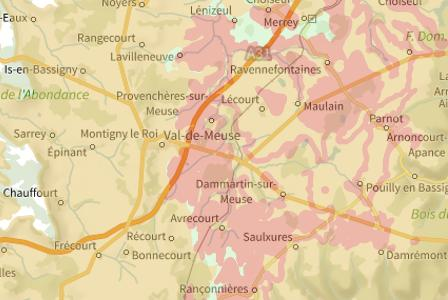 Noyers
Lénizeul
Choiseul
Choiseul
Merrey
-Eaux
Rangecourt
A31
F. Dom.
Lavilleneuve
Is-en-Bassigny
Ravennefontaines
de l'Abondance
Provenchères-sur-
Meuse
Lécourt
Maulain
Parnot
Sarrey
Montigny le Roi
Val-de-Meuse
Arnoncourt-
Épinant
Apance
Chauffourt
Dammartin-sur-
Meuse
Pouilly en Bassig
Avrecourt
Bois d
Récourt
Saulxures
Frécourt
Bonnecourt
Damrémont
lles
Rançonnières